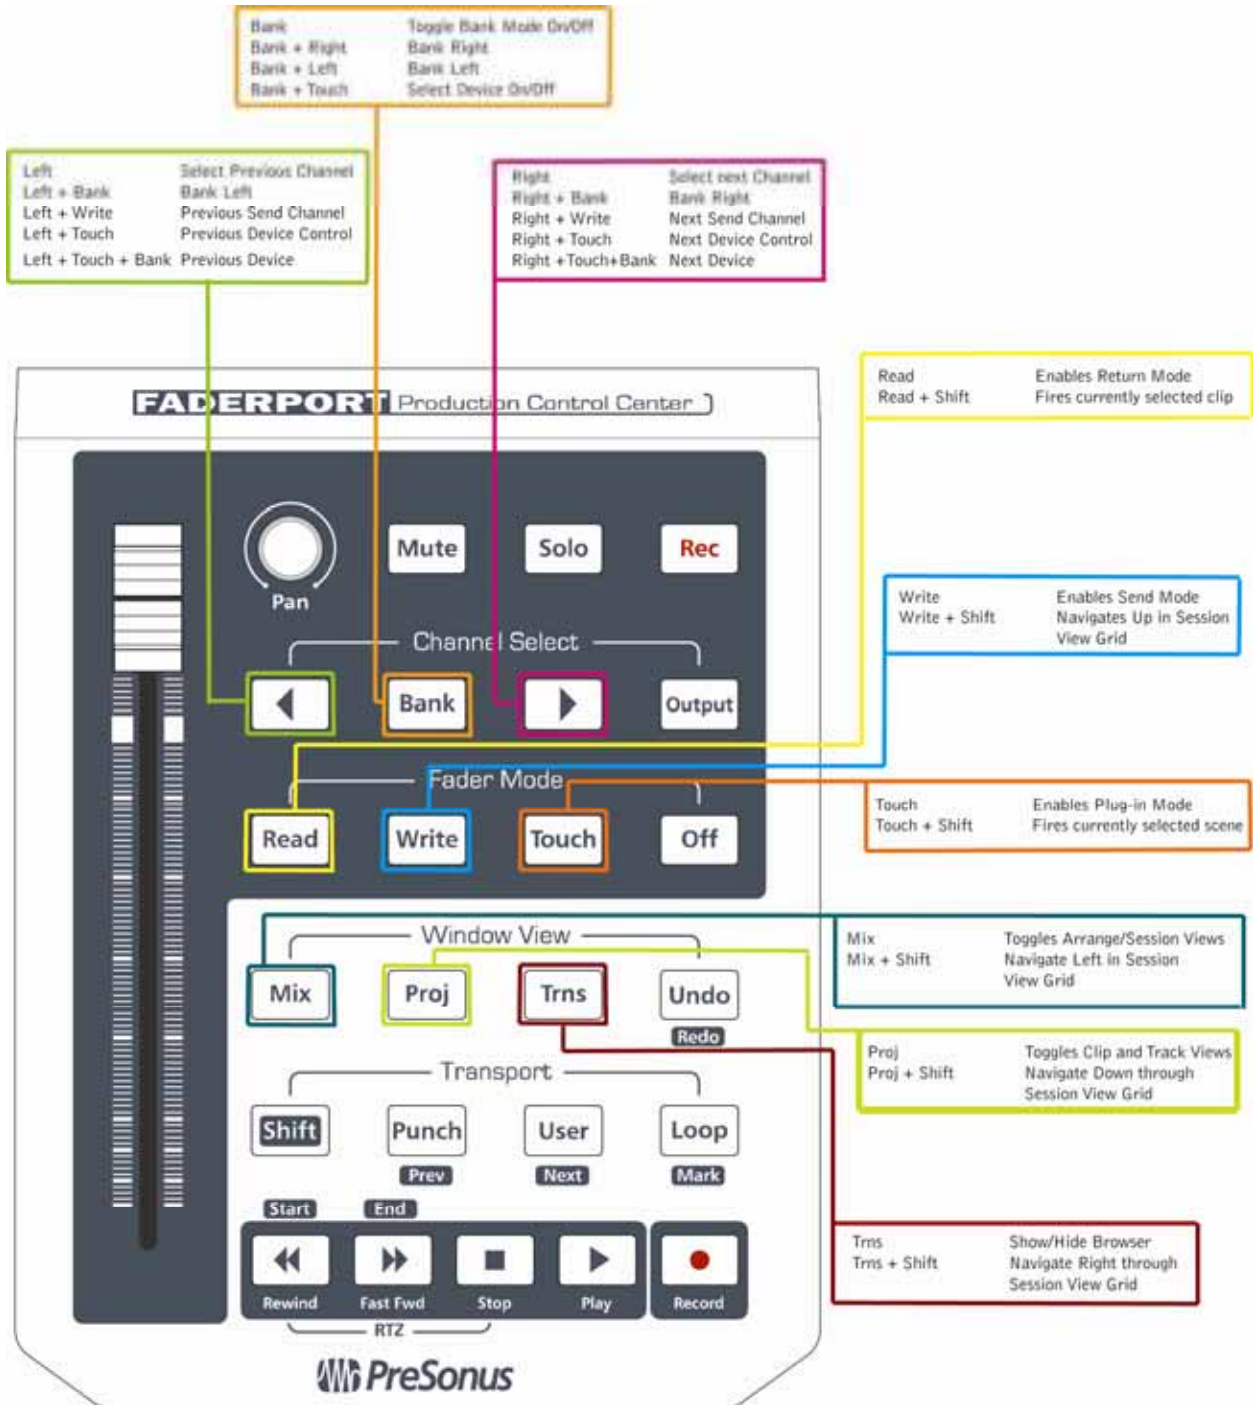 Bank Toggle Bank Mode On/Off
Bank + Right Bank Right
Bank + Left Bank Left
Bank + Touch Select Device On/Off
Left Select Previous Channel
Left + Bank Bank Left
Left + Write Previous Send Channel
Left + Touch Previous Device Control
Left + Touch + Bank Previous Device
Right Select next Channel
Right + Bank Bank Right
Right + Write Next Send Channel
Right + Touch Next Device Control
Right +Touch+Bank Next Device
Read Enables Return Mode
Read + Shift Fires currently selected clip
FADERPORT Production Control Center
Mute Solo Rec
Pan
Write Enables Send Mode
Write + Shift Navigates Up in Session
View Grid
Channel Select
Bank Output
Fader Mode
Read Write Touch Off
Touch Enables Plug-in Mode
Touch + Shift Fires currently selected scene
Window View
Mix Proj Trns Undo
Redo
Mix Toggles Arrange/Session Views
Mix + Shift Navigate Left in Session
View Grid
Proj Toggles Clip and Track Views
Proj + Shift Navigate Down through
Session View Grid
Transport
Shift Punch User Loop
Prev Next Mark
Start End
Rewind Fast Fwd Stop Play Record
RTZ
Trns Show/Hide Browser
Trns + Shift Navigate Right through
Session View Grid
PreSonus